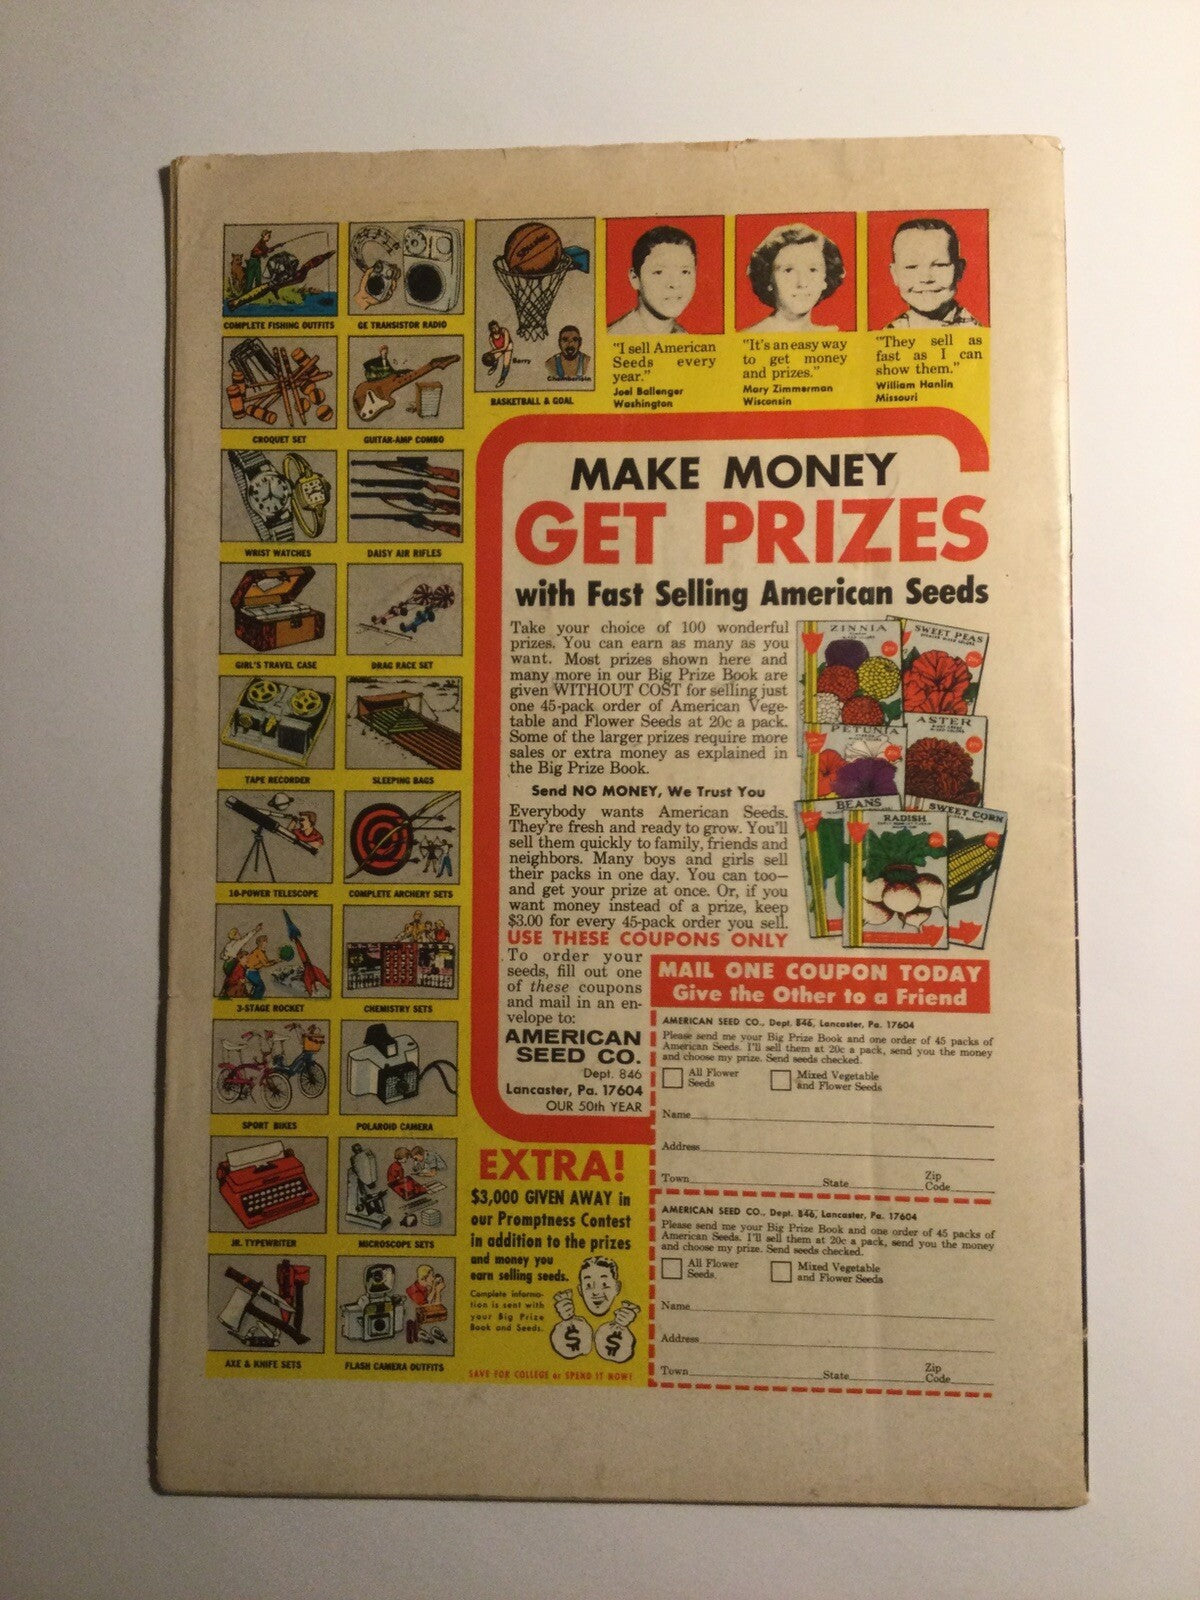 COMPLETE FISHING OUTFITS
GE TRANSISTOR RADIO
CROQUET SET
GUITAR-AMP COMBO
WRIST WATCHES
DAISY AIR RIFLES
GIRL'S TRAVEL CASE
DRAG RACE SET
TAPE RECORDER
SLEEPING BAGS
10-POWER TELESCOPE
COMPLETE ARCHERY SETS
3-STAGE ROCKET
CHEMISTRY SETS
SPORT BIKES
POLAROID CAMERA
JR. TYPEWRITER
MICROSCOPE SETS
AXE & KNIFE SETS
FLASH CAMERA OUTFITS
Barry
Chamberlain
BASKETBALL & GOAL
"I sell American
Seeds every
year."
Joel Ballenger
Washington
"It's an easy way
to get money
and prizes."
Mary Zimmerman
Wisconsin
"They sell as
fast as I can
show them."
William Hanlin
Missouri
MAKE MONEY
GET PRIZES
with Fast Selling American Seeds
Take your choice of 100 wonderful
prizes. You can earn as many as you
want. Most prizes shown here and
many more in our Big Prize Book are
given WITHOUT COST for selling just
one 45-pack order of American Vege-
table and Flower Seeds at 20c a pack.
Some of the larger prizes require more
sales or extra money as explained in
the Big Prize Book.
Send NO MONEY, We Trust You
Everybody wants American Seeds.
They're fresh and ready to grow. You'll
sell them quickly to family, friends and
neighbors. Many boys and girls sell
their packs in one day. You can too—
and get your prize at once. Or, if you
want money instead of a prize, keep
$3.00 for every 45-pack order you sell.
USE THESE COUPONS ONLY
To order your
seeds, fill out one
of these coupons
and mail in an en-
velope to:
AMERICAN
SEED CO.
Dept. 846
Lancaster, Pa. 17604
OUR 50th YEAR
ZINNIA
SWEET PEAS
PETUNIA
ASTER
BEANS
RADISH
SWEET CORN
MAIL ONE COUPON TODAY
Give the Other to a Friend
AMERICAN SEED CO., Dept. 846, Lancaster, Pa. 17604
Please send me your Big Prize Book and one order of 45 packs of
American Seeds. I'll sell them at 20c a pack, send you the money
and choose my prize. Send seeds checked.
All Flower
Seeds
Mixed Vegetable
and Flower Seeds
Name
Address
Town State Zip
Code
AMERICAN SEED CO., Dept. 846, Lancaster, Pa. 17604
Please send me your Big Prize Book and one order of 45 packs of
American Seeds. I'll sell them at 20c a pack, send you the money
and choose my prize. Send seeds checked.
All Flower
Seeds
Mixed Vegetable
and Flower Seeds
Name
Address
Town State Zip
Code
EXTRA!
$3,000 GIVEN AWAY in
our Promptness Contest
in addition to the prizes
and money you
earn selling seeds.
Complete informa-
tion is sent with
your Big Prize
Book and Seeds.
$ $
SAVE FOR COLLEGE or SPEND IT NOW!